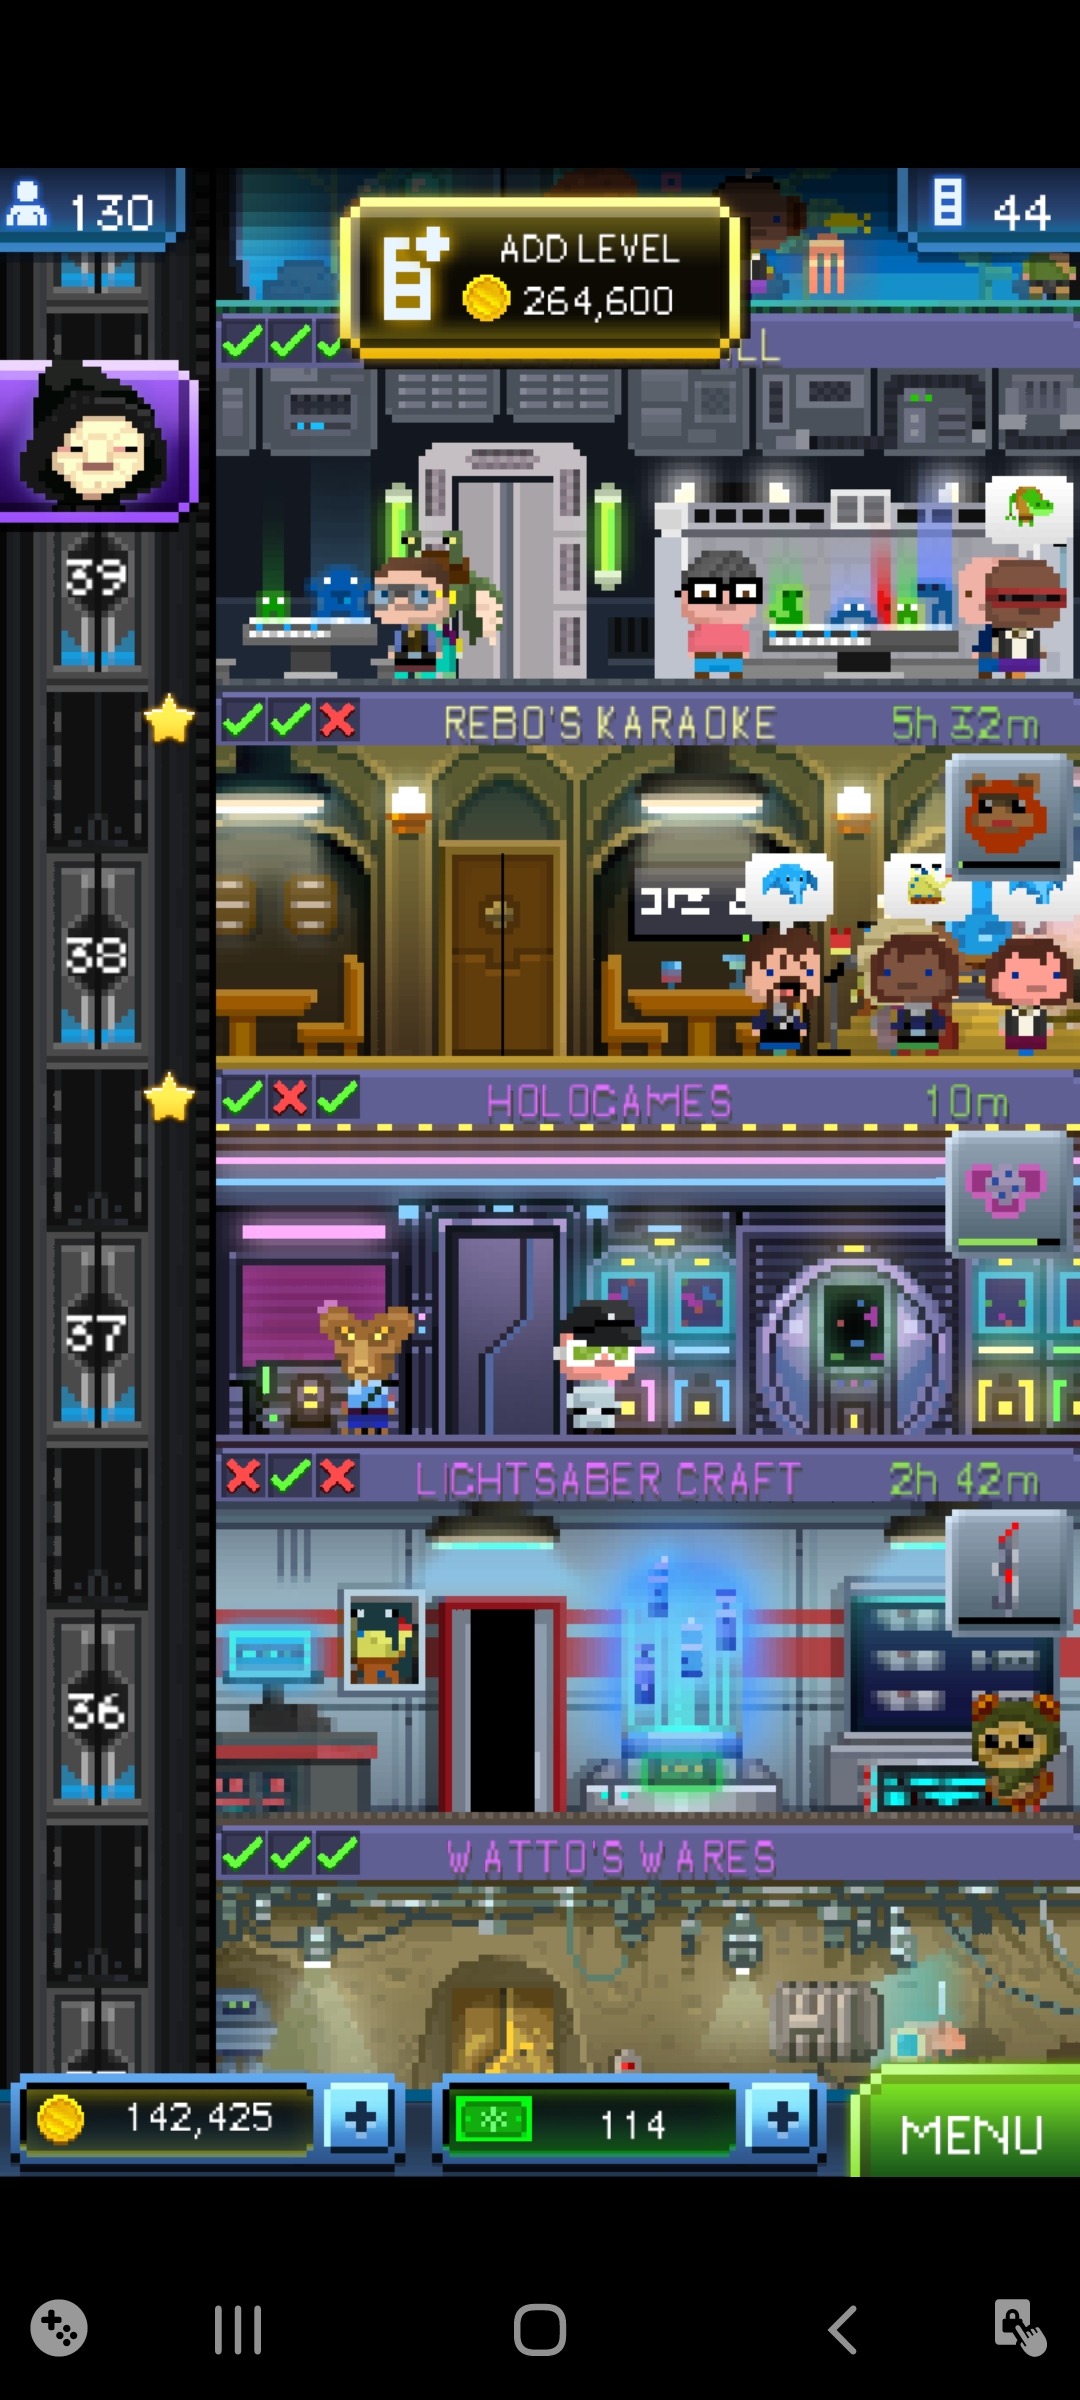 130
44
ADD LEVEL
264,600
LL
39
REBO'S KARAOKE 5h 32m
38
HOLOGAMES 10m
37
LIGHTSABER CRAFT 2h 42m
36
WATTO'S WARES
142,425
114
MENU